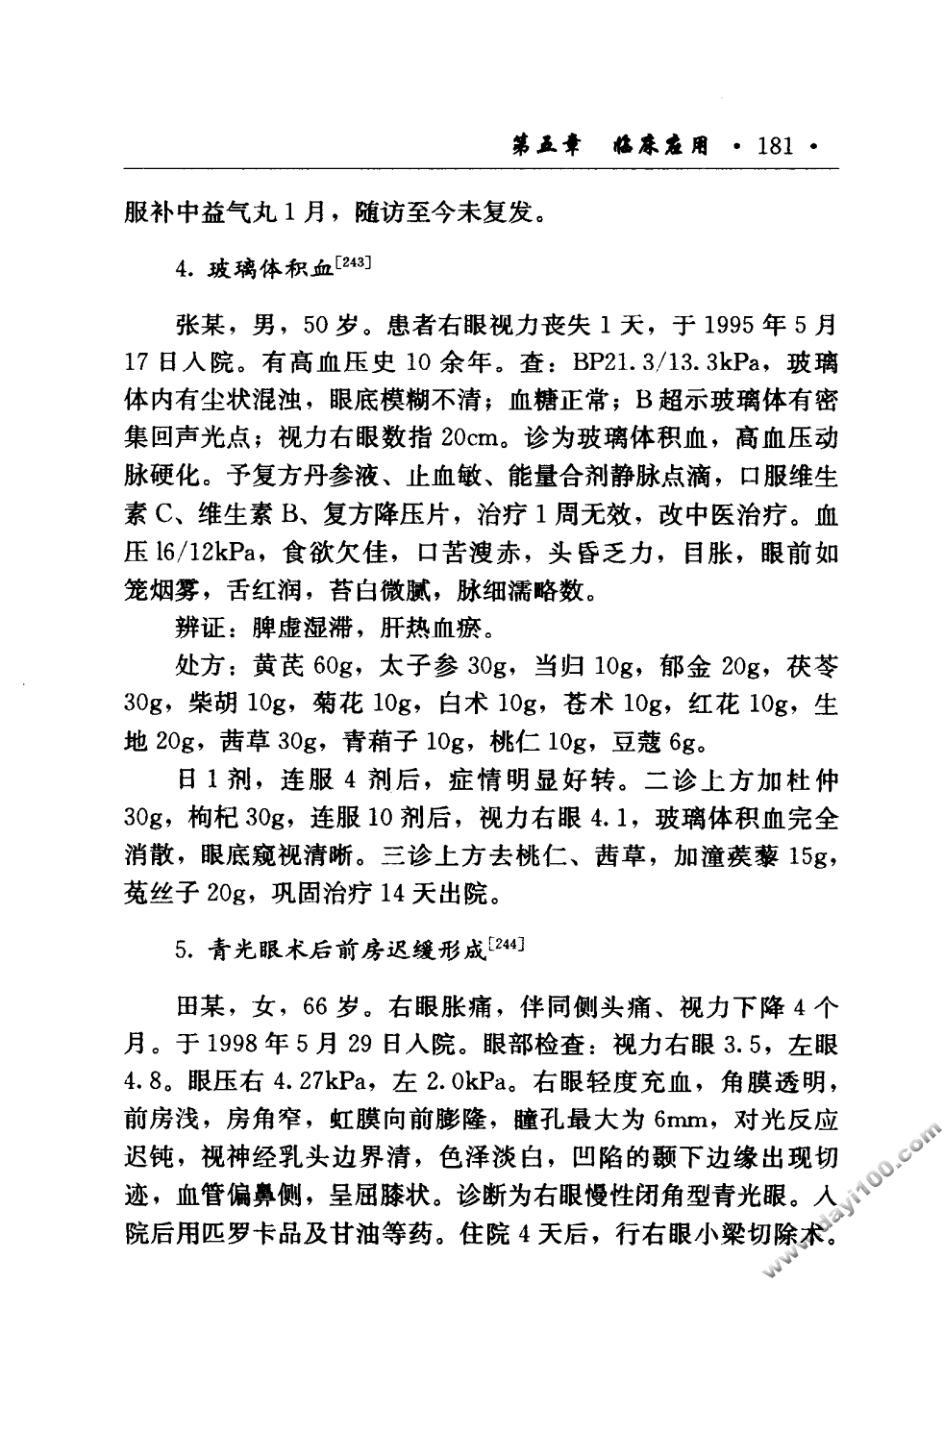 第五章 临床应用 · 181 ·
服补中益气丸 1 月，随访至今未复发。
4. 玻璃体积血[243]
张某，男，50 岁。患者右眼视力丧失 1 天，于 1995 年 5 月
17 日入院。有高血压史 10 余年。查：BP21.3/13.3kPa，玻璃
体内有尘状混浊，眼底模糊不清；血糖正常；B 超示玻璃体有密
集回声光点；视力右眼数指 20cm。诊为玻璃体积血，高血压动
脉硬化。予复方丹参液、止血敏、能量合剂静脉点滴，口服维生
素 C、维生素 B、复方降压片，治疗 1 周无效，改中医治疗。血
压 16/12kPa，食欲欠佳，口苦溲赤，头昏乏力，目胀，眼前如
笼烟雾，舌红润，苔白微腻，脉细濡略数。
辨证：脾虚湿滞，肝热血瘀。
处方：黄芪 60g，太子参 30g，当归 10g，郁金 20g，茯苓
30g，柴胡 10g，菊花 10g，白术 10g，苍术 10g，红花 10g，生
地 20g，茜草 30g，青葙子 10g，桃仁 10g，豆蔻 6g。
日 1 剂，连服 4 剂后，症情明显好转。二诊上方加杜仲
30g，枸杞 30g，连服 10 剂后，视力右眼 4.1，玻璃体积血完全
消散，眼底窥视清晰。三诊上方去桃仁、茜草，加潼蒺藜 15g，
菟丝子 20g，巩固治疗 14 天出院。
5. 青光眼术后前房迟缓形成[244]
田某，女，66 岁。右眼胀痛，伴同侧头痛、视力下降 4 个
月。于 1998 年 5 月 29 日入院。眼部检查：视力右眼 3.5，左眼
4.8。眼压右 4.27kPa，左 2.0kPa。右眼轻度充血，角膜透明，
前房浅，房角窄，虹膜向前膨隆，瞳孔最大为 6mm，对光反应
迟钝，视神经乳头边界清，色泽淡白，凹陷的颞下边缘出现切
迹，血管偏鼻侧，呈屈膝状。诊断为右眼慢性闭角型青光眼。入
院后用匹罗卡品及甘油等药。住院 4 天后，行右眼小梁切除术。
www.dayi100.com